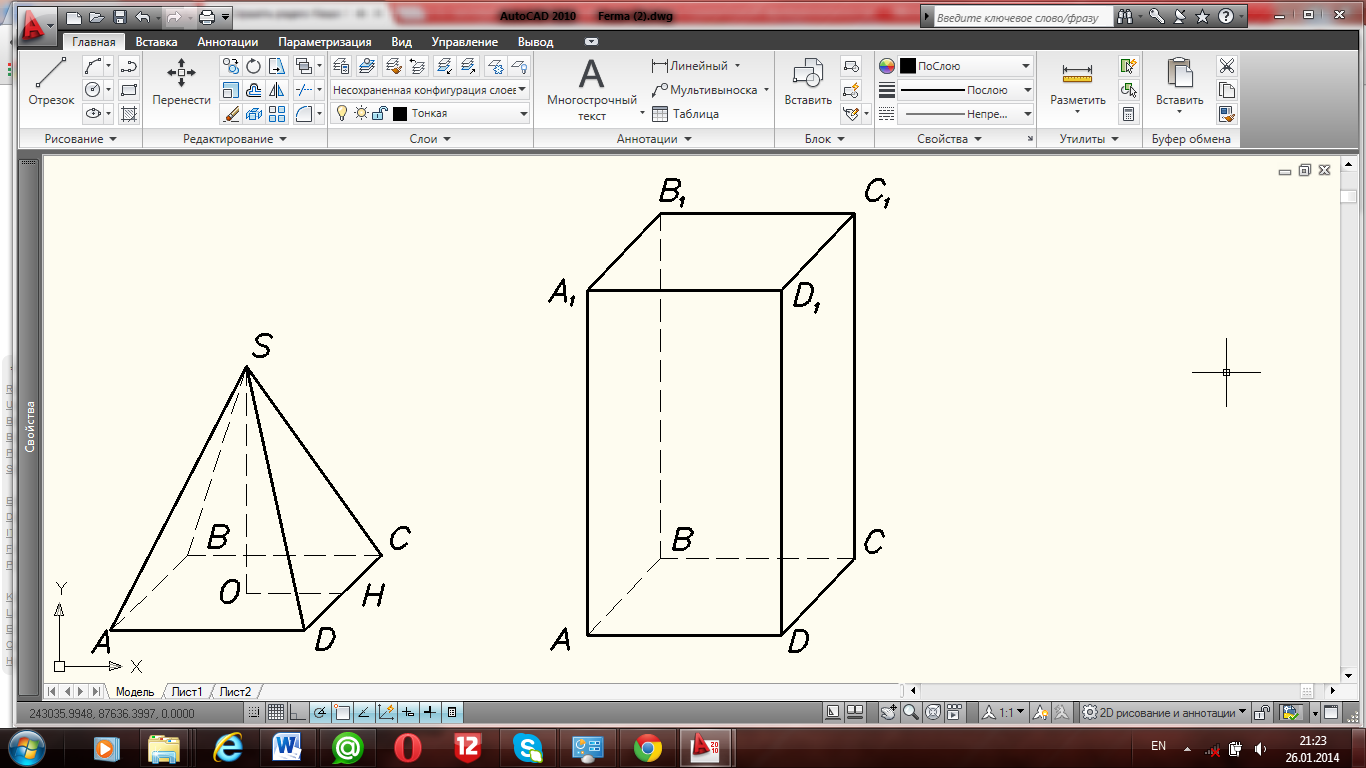 AutoCAD 2010 Ferma (2).dwg
Введите ключевое слово/фразу
Главная Вставка Аннотации Параметризация Вид Управление Вывод
Отрезок
Перенести
Несохраненная конфигурация слоев
Тонкая
Многострочный текст
Линейный
Мультивыноска
Таблица
Вставить
ПоСлою
Послою
Непре...
Разметить
Вставить
Рисование Редактирование Слои Аннотации Блок Свойства Утилиты Буфер обмена
Свойства
B₁ C₁
A₁ D₁
S
B C
O H
A D
B C
A D
Y
X
Модель Лист1 Лист2
243035.9948, 87636.3997, 0.0000
1:1
2D рисование и аннотации
12
EN
21:23
26.01.2014